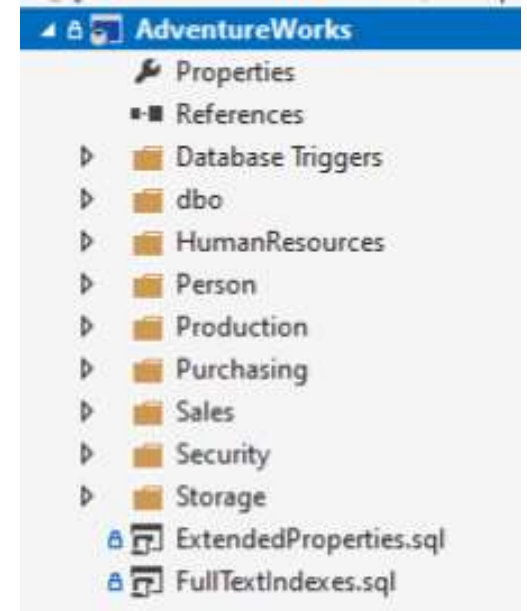 AdventureWorks
Properties
References
Database Triggers
dbo
HumanResources
Person
Production
Purchasing
Sales
Security
Storage
ExtendedProperties.sql
FullTextIndexes.sql